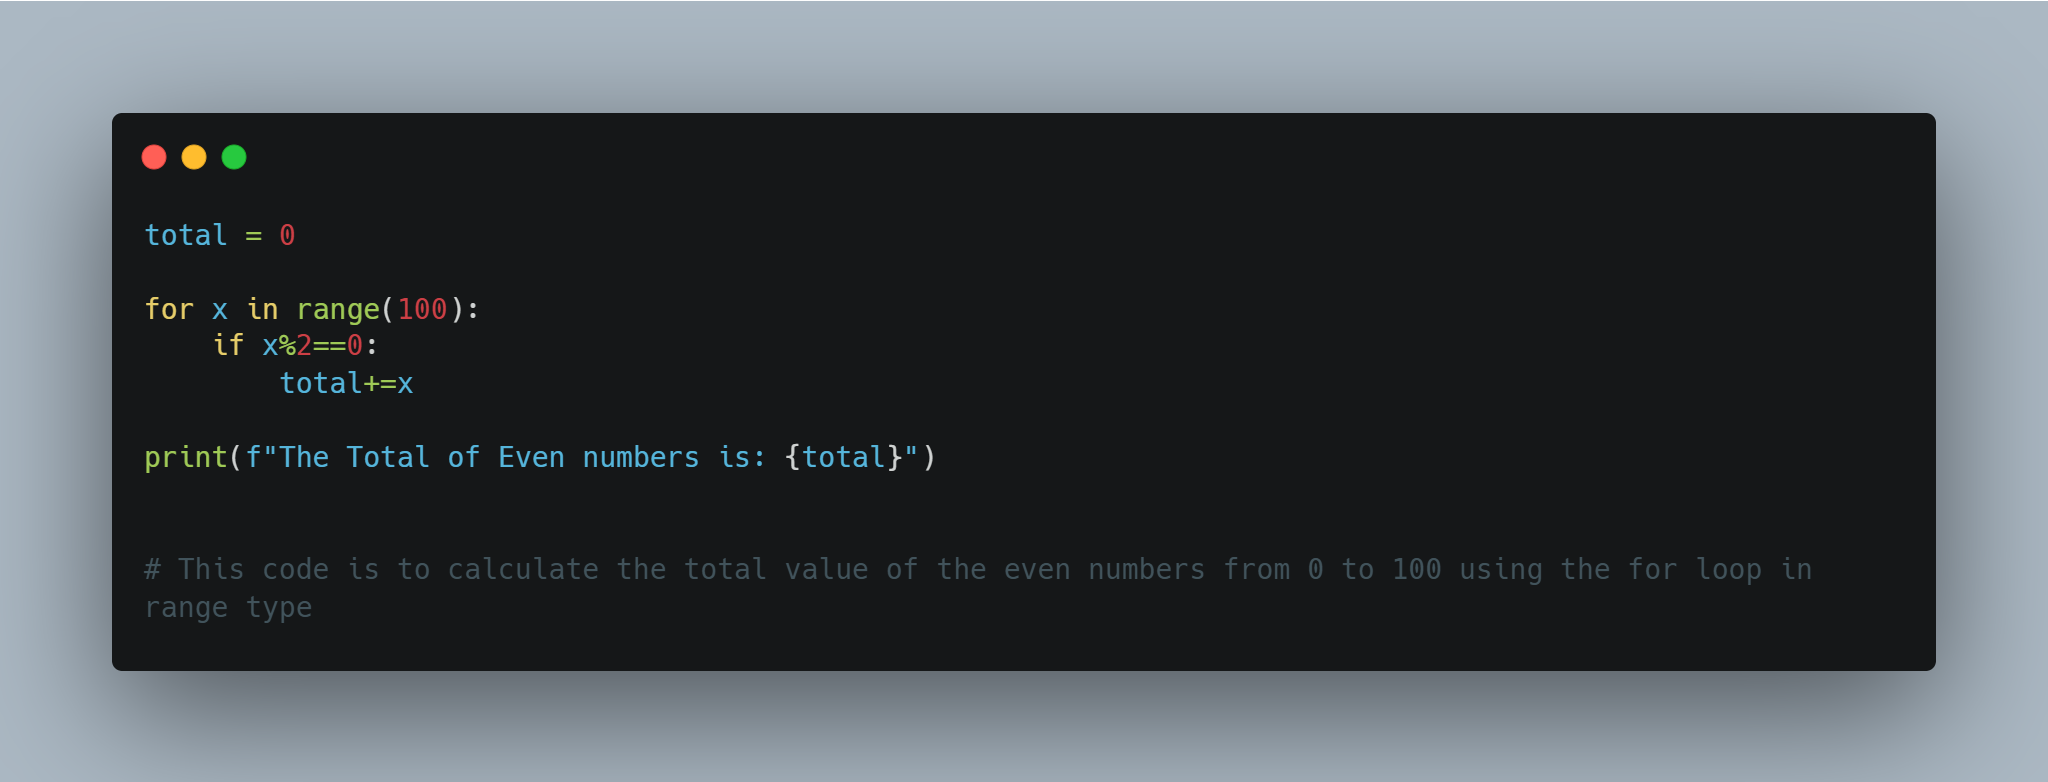 total = 0
for x in range(100):
    if x%2==0:
        total+=x
print(f"The Total of Even numbers is: {total}")
# This code is to calculate the total value of the even numbers from 0 to 100 using the for loop in
range type